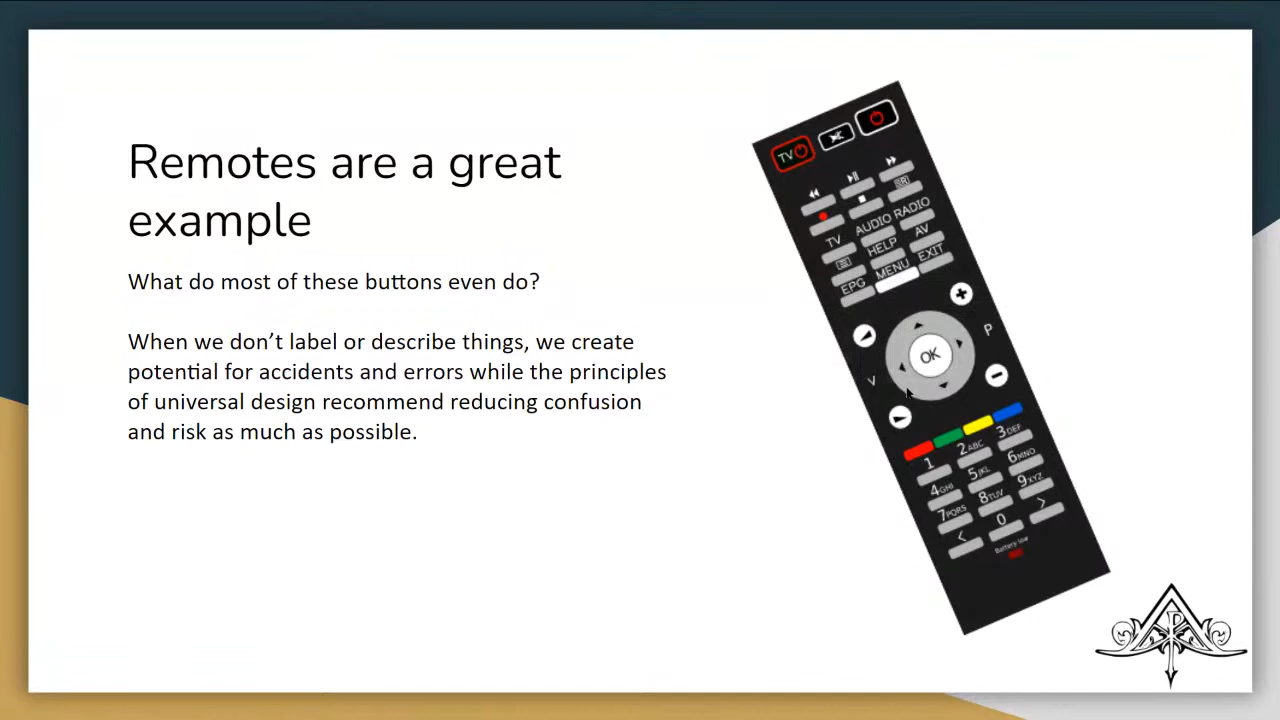 Remotes are a great
example
What do most of these buttons even do?
When we don’t label or describe things, we create
potential for accidents and errors while the principles
of universal design recommend reducing confusion
and risk as much as possible.
TV
AUDIO RADIO
TV
HELP
AV
EPG
MENU
EXIT
P
OK
V
1
2ABC
3DEF
4GHI
5JKL
6MNO
7PQRS
8TUV
9XYZ
<
0
>
Battery low